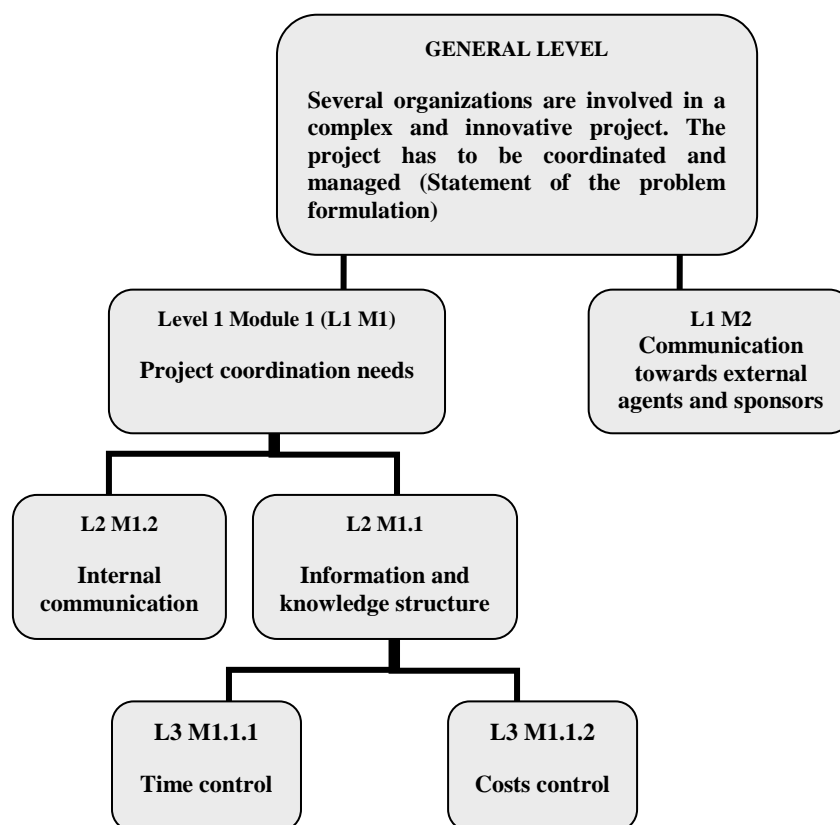 GENERAL LEVEL
Several organizations are involved in a
complex and innovative project. The
project has to be coordinated and
managed (Statement of the problem
formulation)
Level 1 Module 1 (L1 M1)
Project coordination needs
L1 M2
Communication
towards external
agents and sponsors
L2 M1.2
Internal
communication
L2 M1.1
Information and
knowledge structure
L3 M1.1.1
Time control
L3 M1.1.2
Costs control